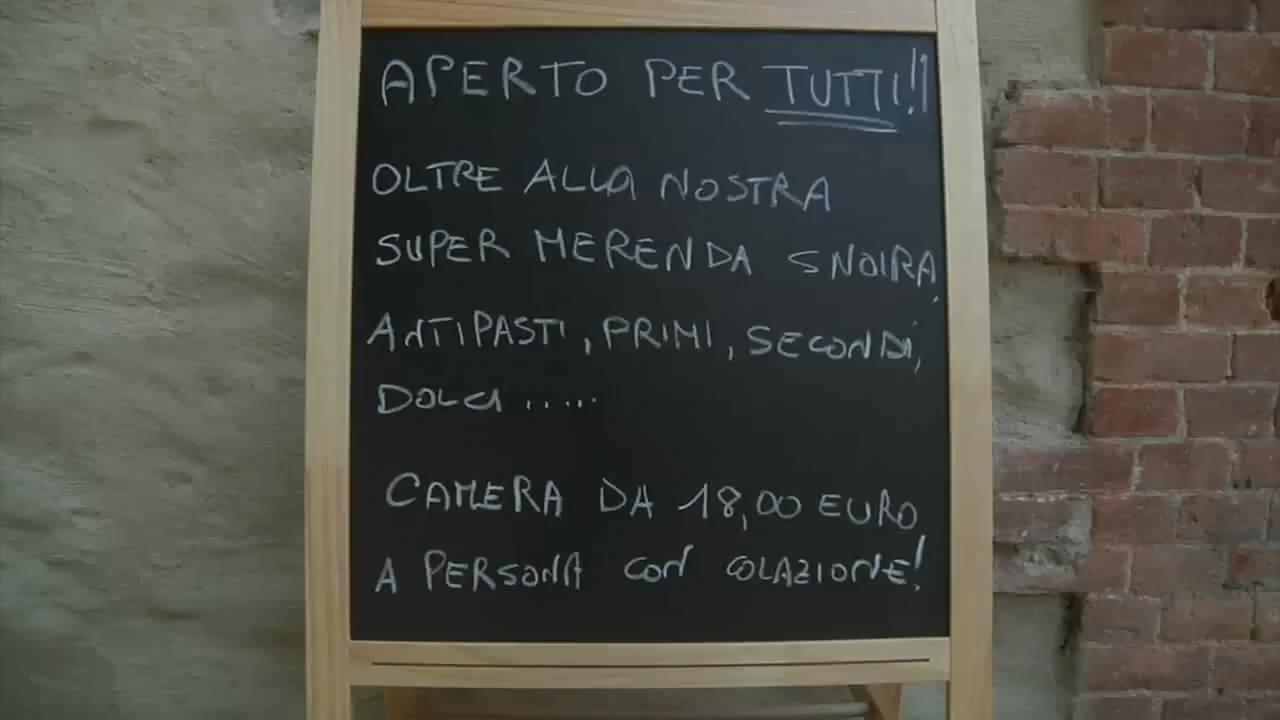 APERTO PER TUTTI!!
OLTRE ALLA NOSTRA
SUPER MERENDA SNOIRA,
ANTIPASTI, PRIMI, SECONDI,
DOLCI.....
CAMERA DA 18,00 EURO
A PERSONA CON COLAZIONE!